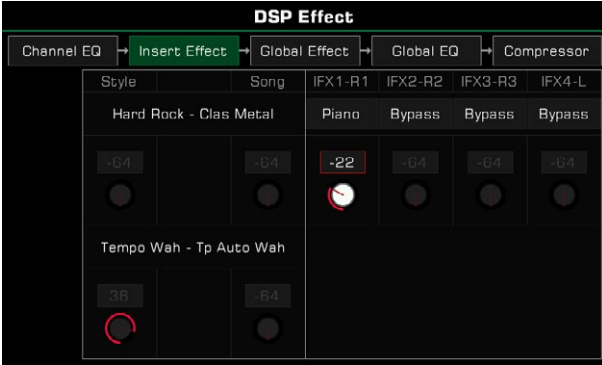 DSP Effect
Channel EQ Insert Effect Global Effect Global EQ Compressor
Style Song IFX1-R1 IFX2-R2 IFX3-R3 IFX4-L
Hard Rock - Clas Metal Piano Bypass Bypass Bypass
-64 -64 -22 -64 -64 -64
Tempo Wah - Tp Auto Wah
36 -64